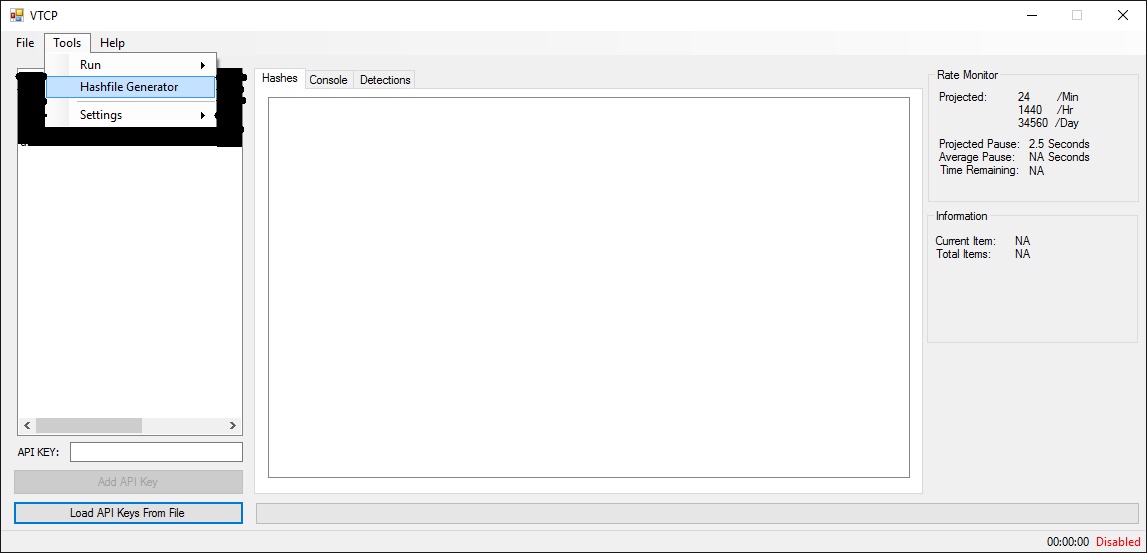 VTCP
File Tools Help
Run
Hashfile Generator
Settings
Hashes Console Detections
Rate Monitor
Projected: 24 /Min
1440 /Hr
34560 /Day
Projected Pause: 2.5 Seconds
Average Pause: NA Seconds
Time Remaining: NA
Information
Current Item: NA
Total Items: NA
API KEY:
Add API Key
Load API Keys From File
00:00:00 Disabled